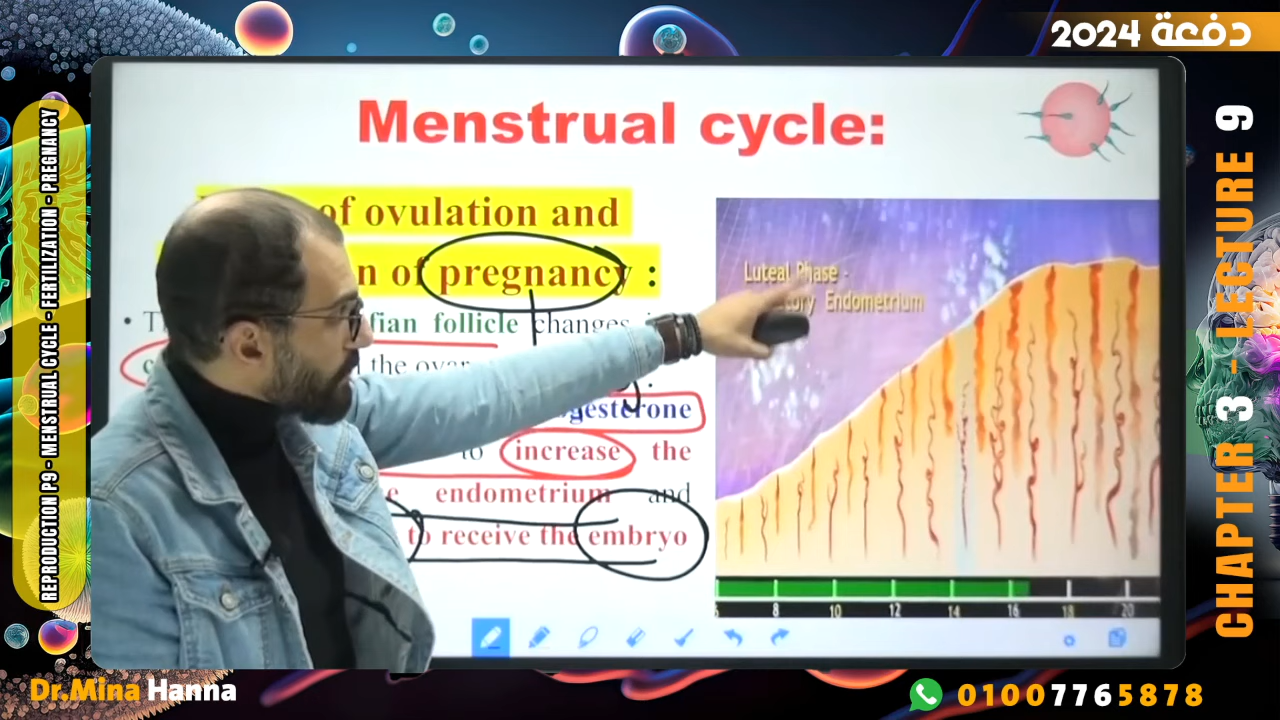 دفعة 2024
REPRODUCTION P9 - MENSTRUAL CYCLE - FERTILIZATION - PREGNANCY
CHAPTER 3 - LECTURE 9
Menstrual cycle:
of ovulation and
of pregnancy :
fian follicle changes
the
gesterone
to increase the
endometrium and
to receive the embryo
Luteal Phase -
Endometrium
8 10 12 14 16 18 20
Dr.Mina Hanna
01007765878